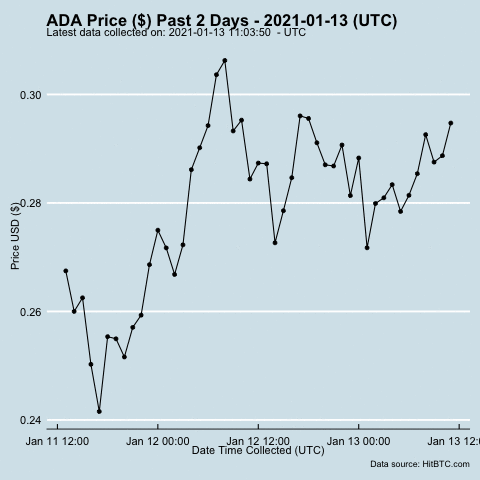 ADA Price ($) Past 2 Days - 2021-01-13 (UTC)
Latest data collected on: 2021-01-13 11:03:50 - UTC
Price USD ($)
0.30
0.28
0.26
0.24
Jan 11 12:00 Jan 12 00:00 Jan 12 12:00 Jan 13 00:00 Jan 13 12:0
Date Time Collected (UTC)
Data source: HitBTC.com